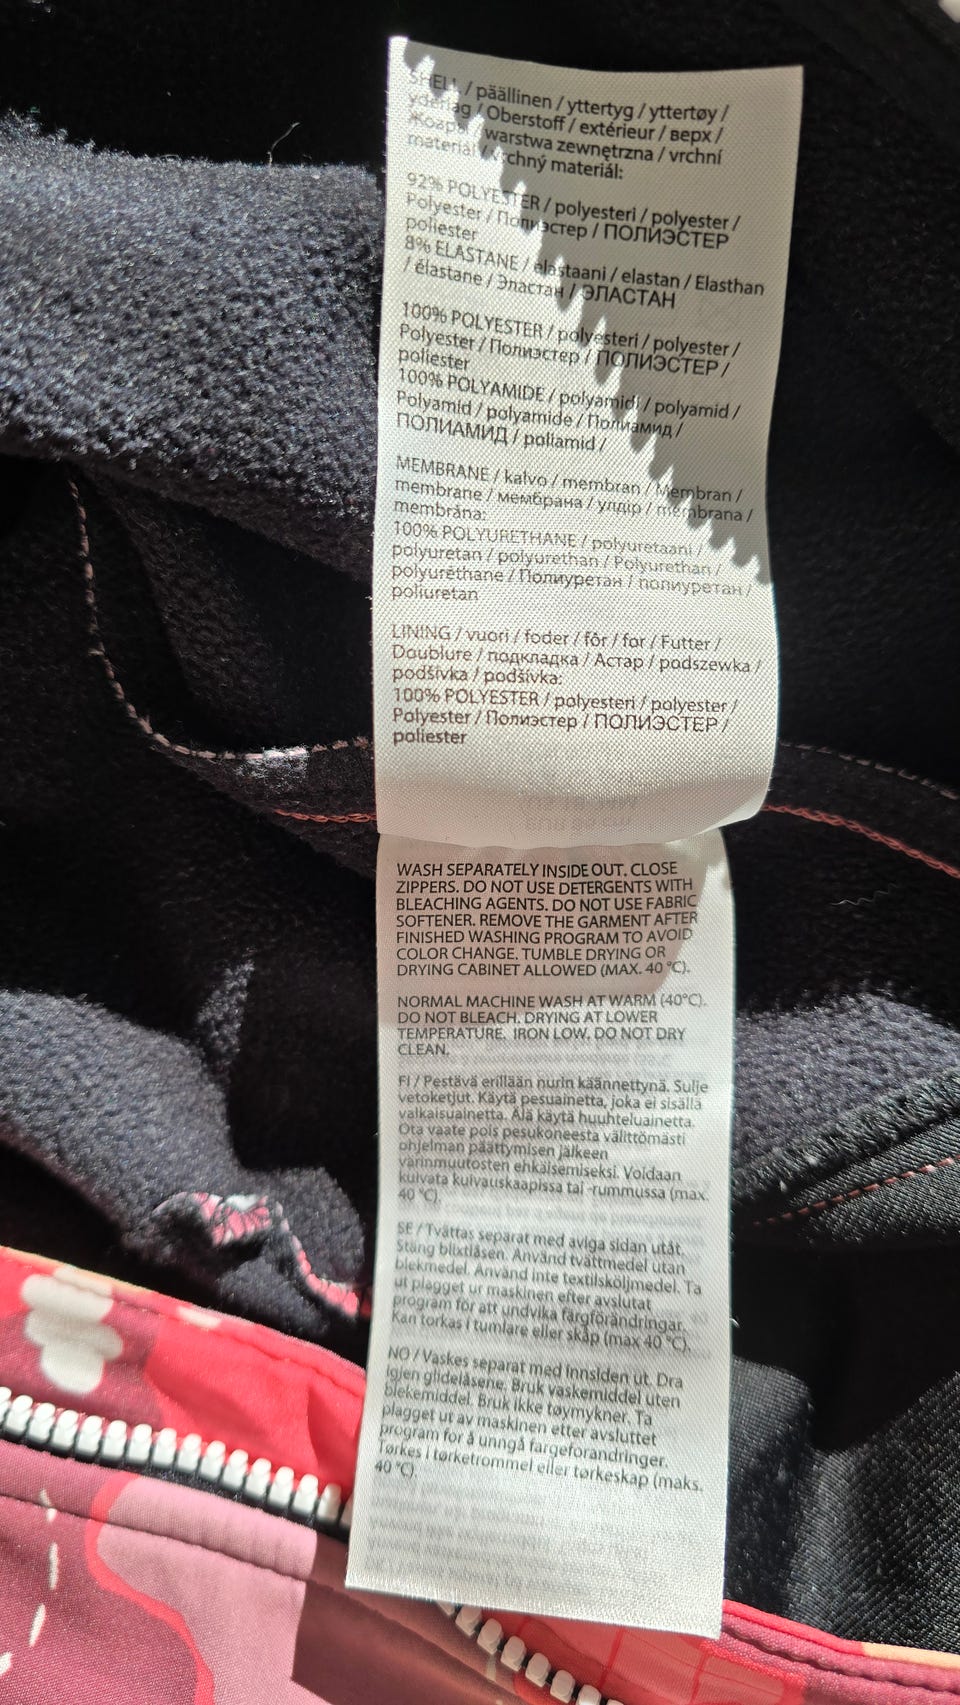 SHELL / päällinen / yttertyg / yttertøy /
yderlag / Oberstoff / extérieur / верх /
warstwa zewnętrzna / vrchní
materiál / vrchný materiál:
92% POLYESTER / polyesteri / polyester /
Polyester / Полиэстер / ПОЛИЭСТЕР
poliester
8% ELASTANE / elastaani / elastan / Elasthan
/ élastane / Эластан / ЭЛАСТАН
100% POLYESTER / polyesteri / polyester /
Polyester / Полиэстер / ПОЛИЭСТЕР /
poliester
100% POLYAMIDE / polyamidi / polyamid /
Polyamid / polyamide / Полиамид /
ПОЛИАМИД / poliamid /
MEMBRANE / kalvo / membran / Membran /
membrane / мембрана / үлдір / membrana /
membrána:
100% POLYURETHANE / polyuretaani /
polyuretan / polyurethan / Polyurethan /
polyuréthane / Полиуретан / полиуретан /
poliuretan
LINING / vuori / foder / fôr / for / Futter /
Doublure / подкладка / Астар / podszewka /
podšívka / podšívka:
100% POLYESTER / polyesteri / polyester /
Polyester / Полиэстер / ПОЛИЭСТЕР /
poliester
WASH SEPARATELY INSIDE OUT. CLOSE
ZIPPERS. DO NOT USE DETERGENTS WITH
BLEACHING AGENTS. DO NOT USE FABRIC
SOFTENER. REMOVE THE GARMENT AFTER
FINISHED WASHING PROGRAM TO AVOID
COLOR CHANGE. TUMBLE DRYING OR
DRYING CABINET ALLOWED (MAX. 40 °C).
NORMAL MACHINE WASH AT WARM (40°C).
DO NOT BLEACH. DRYING AT LOWER
TEMPERATURE. IRON LOW. DO NOT DRY
CLEAN.
FI / Pestävä erillään nurin käännettynä. Sulje
vetoketjut. Käytä pesuainetta, joka ei sisällä
valkaisuainetta. Älä käytä huuhteluainetta.
Ota vaate pois pesukoneesta välittömästi
ohjelman päättymisen jälkeen
värinmuutosten ehkäisemiseksi. Voidaan
kuivata kuivauskaapissa tai -rummussa (max.
40 °C).
SE / Tvättas separat med aviga sidan utåt.
Stäng blixtlåsen. Använd tvättmedel utan
blekmedel. Använd inte textilsköljmedel. Ta
ut plagget ur maskinen efter avslutat
program för att undvika färgförändringar.
Kan torkas i tumlare eller skåp (max 40 °C).
NO / Vaskes separat med innsiden ut. Dra
igjen glidelåsene. Bruk vaskemiddel uten
blekemiddel. Bruk ikke tøymykner. Ta
plagget ut av maskinen etter avsluttet
program for å unngå fargeforandringer.
Tørkes i tørketrommel eller tørkeskap (maks.
40 °C).